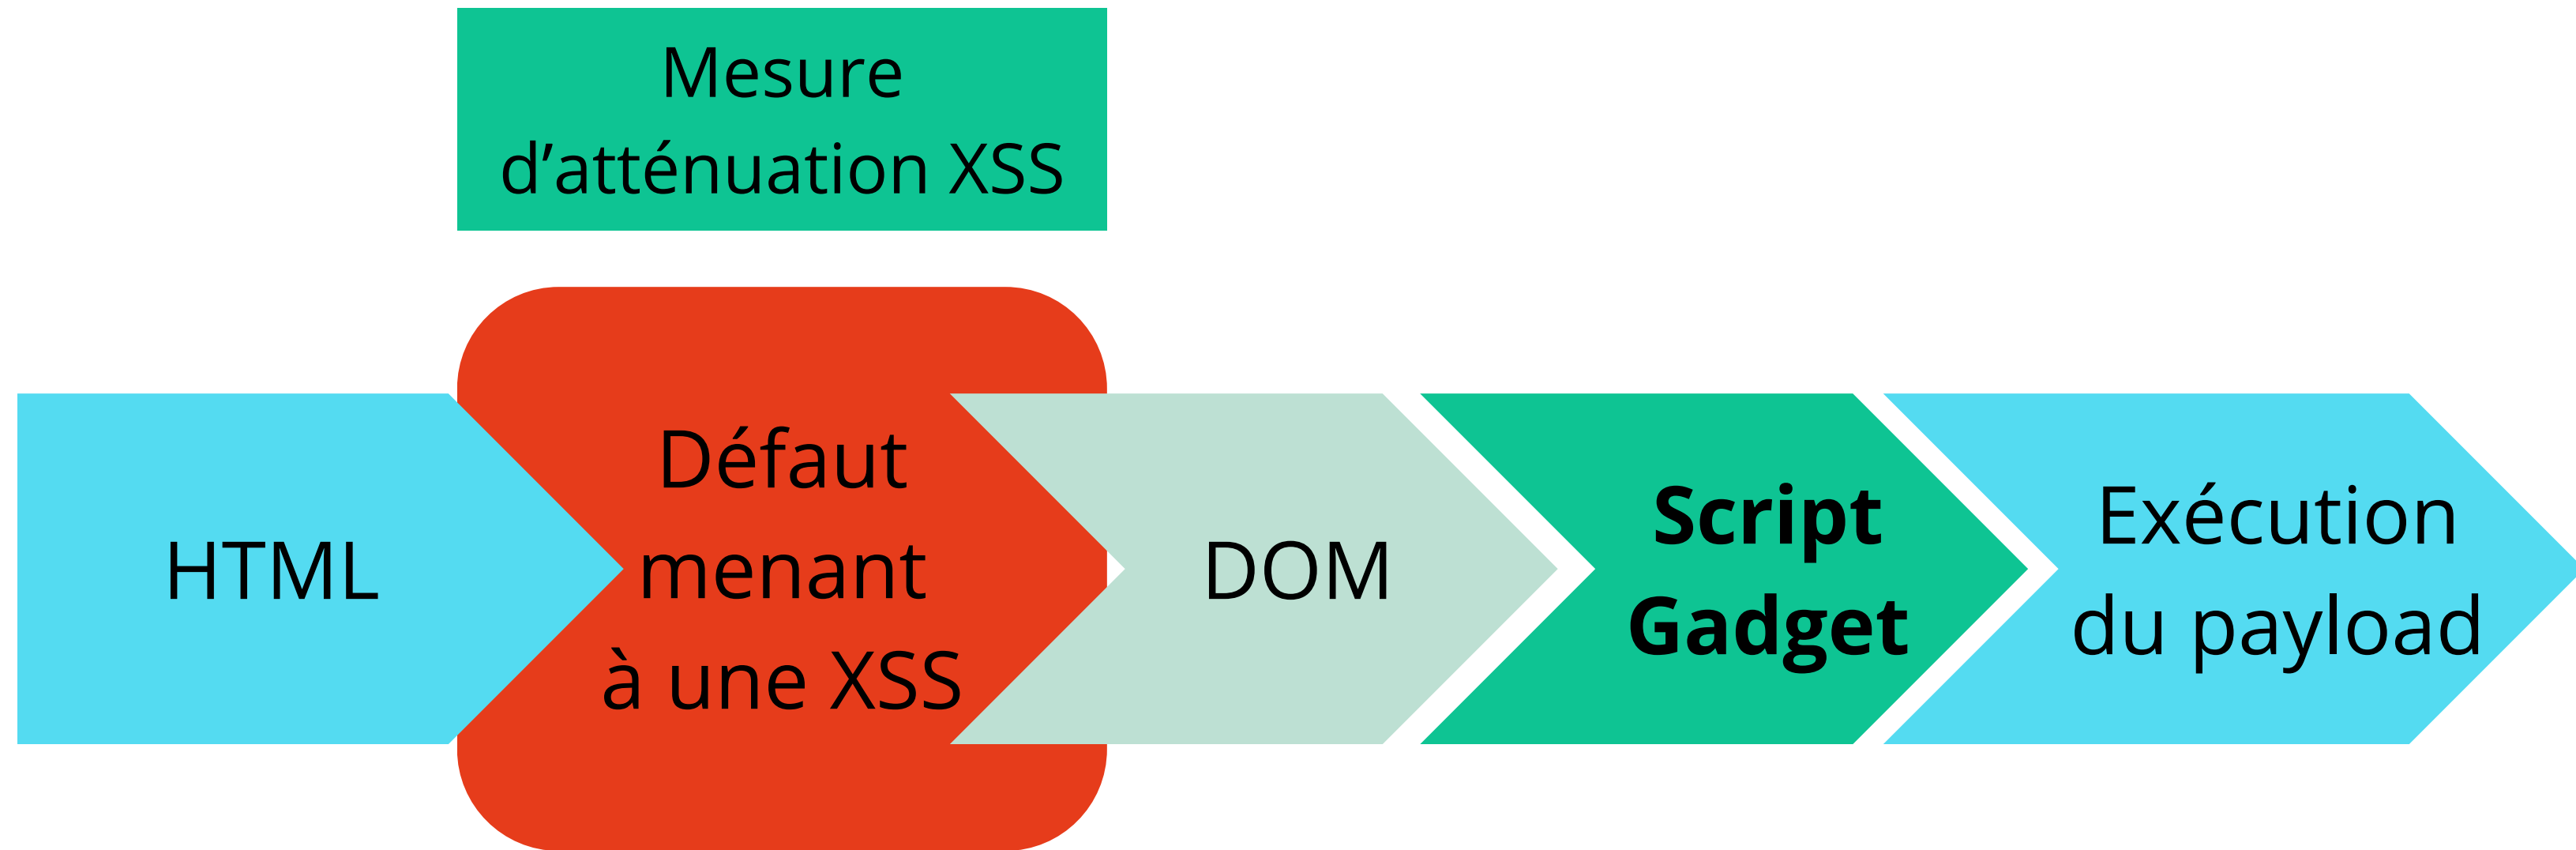 Mesure
d’atténuation XSS
HTML
Défaut
menant
à une XSS
DOM
Script
Gadget
Exécution
du payload